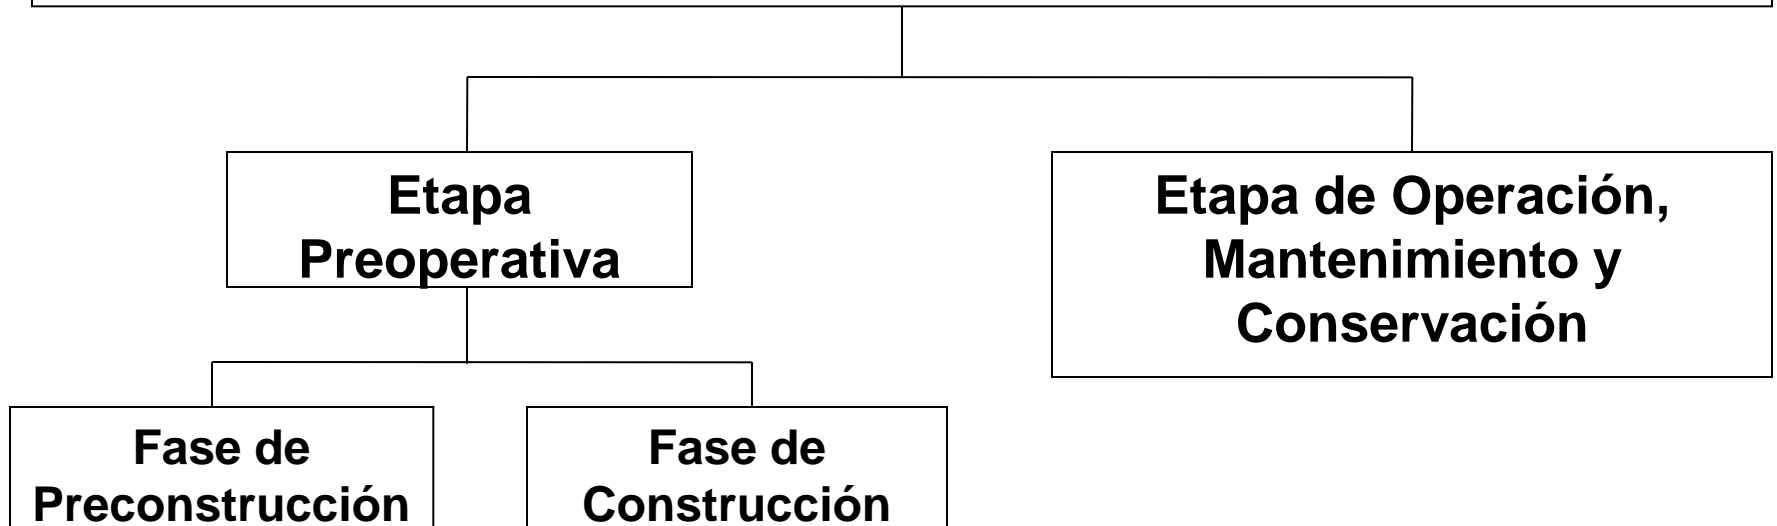 Etapa
Preoperativa
Etapa de Operación,
Mantenimiento y
Conservación
Fase de
Preconstrucción
Fase de
Construcción